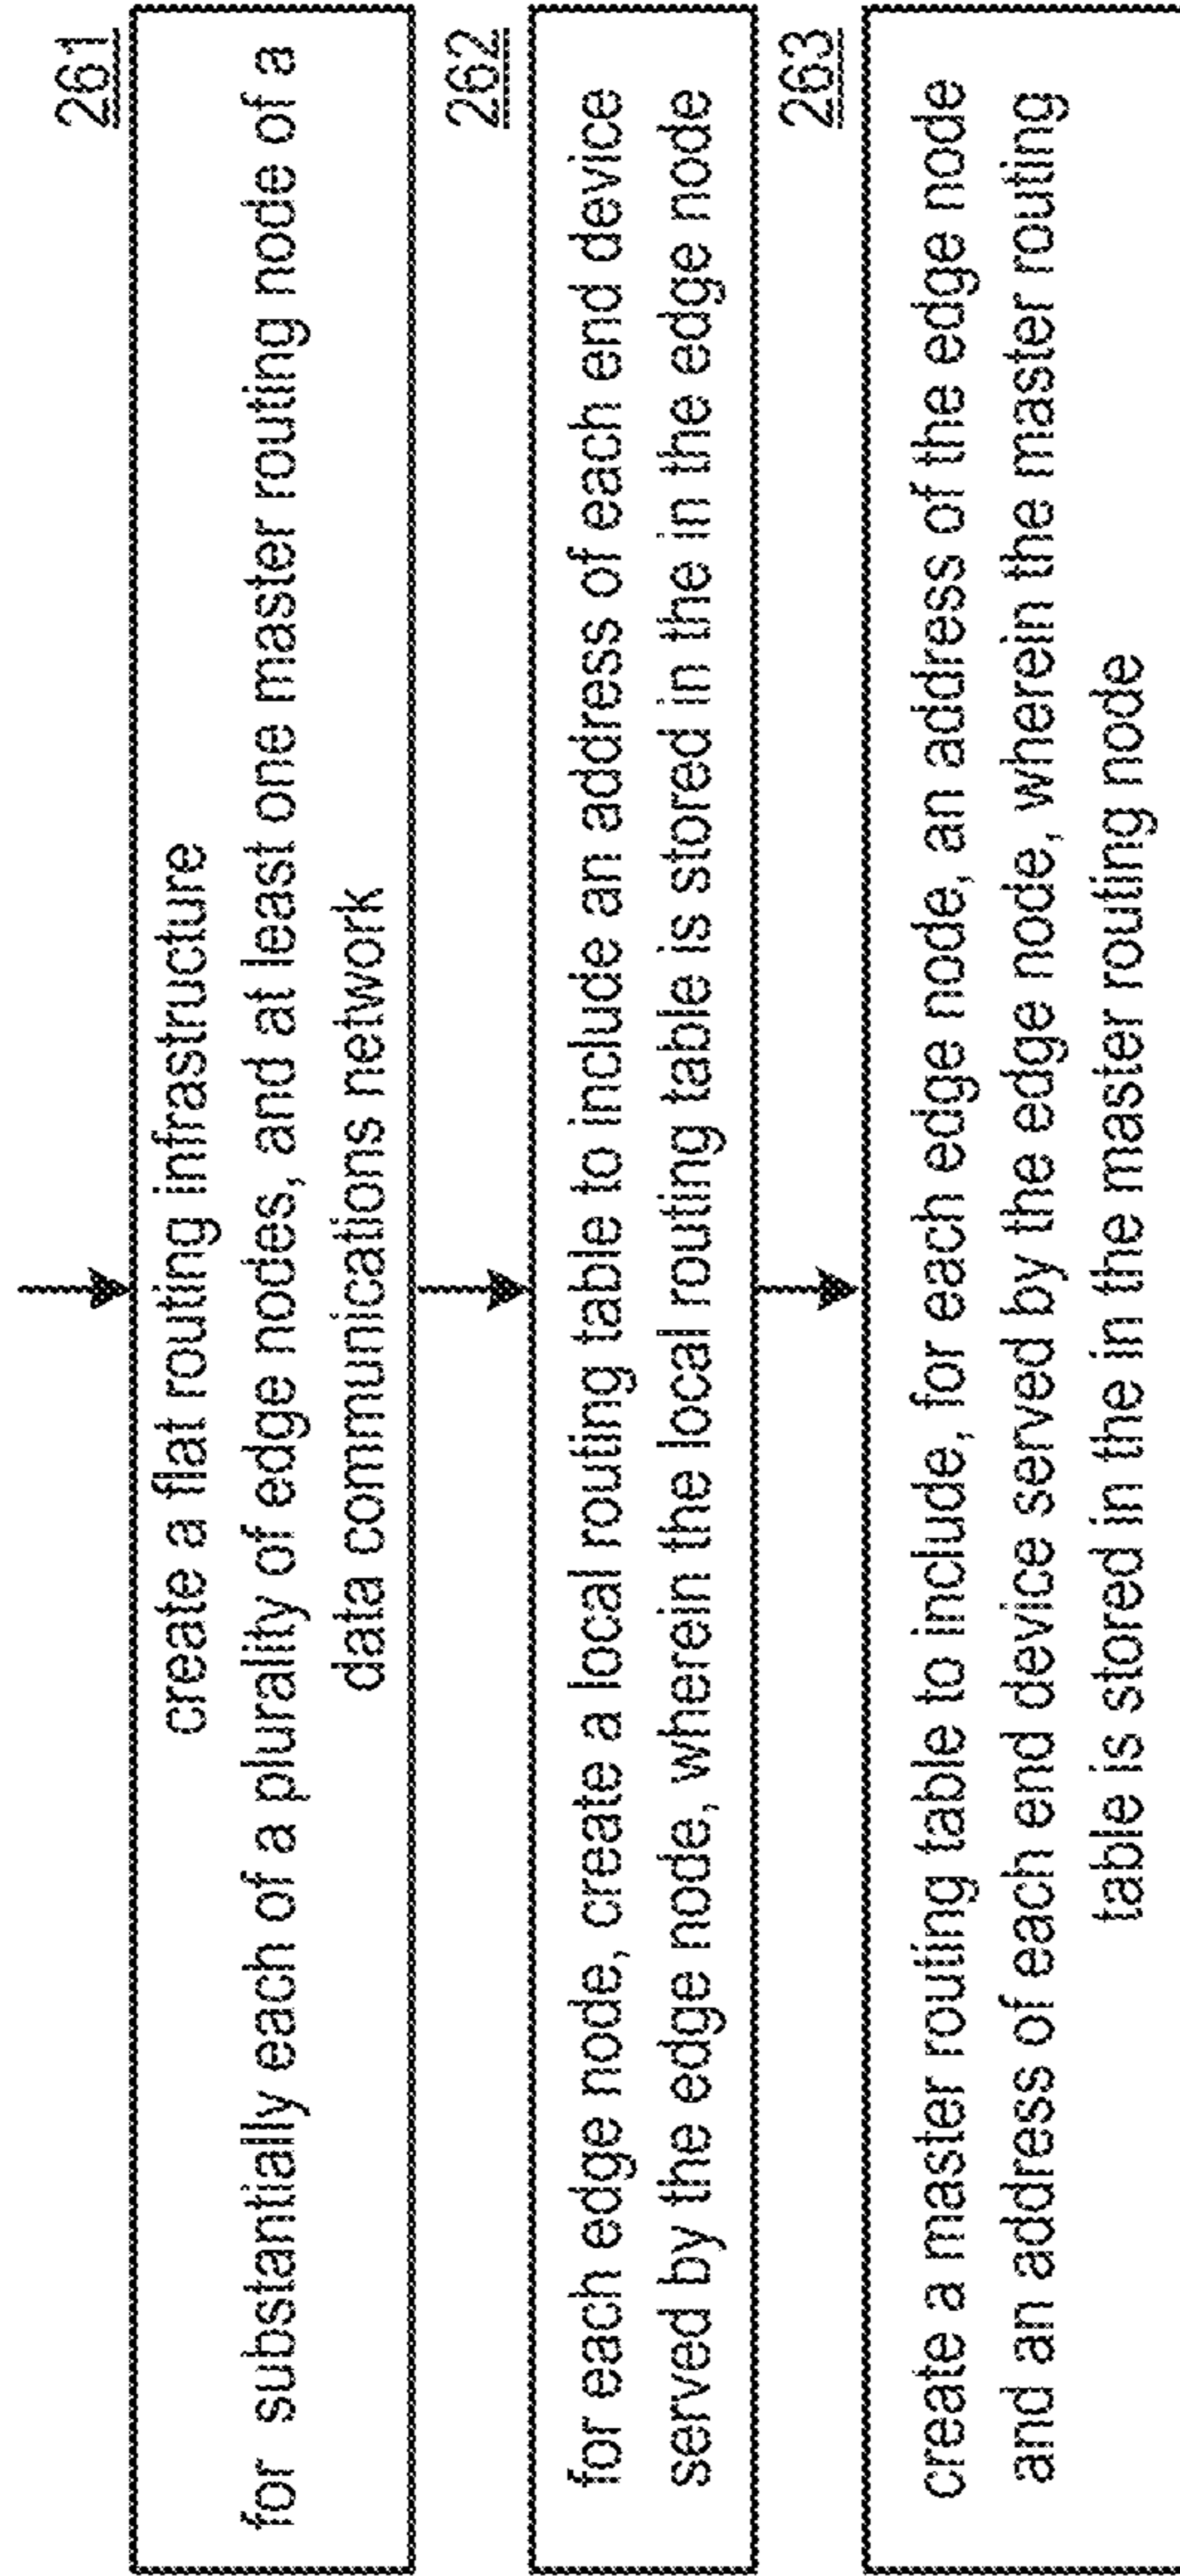 261
create a flat routing infrastructure
for substantially each of a plurality of edge nodes, and at least one master routing node of a
data communications network
262
for each edge node, create a local routing table to include an address of each end device
served by the edge node, wherein the local routing table is stored in the in the edge node
263
create a master routing table to include, for each edge node, an address of the edge node
and an address of each end device served by the edge node, wherein the master routing
table is stored in the in the master routing node